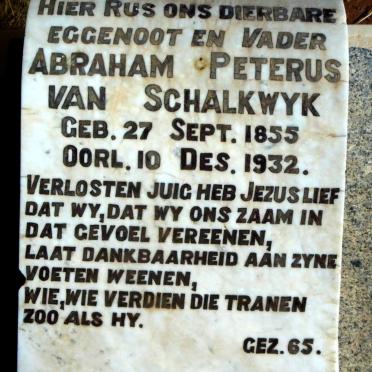 HIER RUS ONS DIERBARE
EGGENOOT EN VADER
ABRAHAM PETERUS
VAN SCHALKWYK
GEB. 27 SEPT. 1855
OORL. 10 DES. 1932.
VERLOSTEN JUIG HEB JEZUS LIEF
DAT WY, DAT WY ONS ZAAM IN
DAT GEVOEL VEREENEN,
LAAT DANKBAARHEID AAN ZYNE
VOETEN WEENEN,
WIE, WIE VERDIEN DIE TRANEN
ZOO ALS HY.
GEZ. 65.